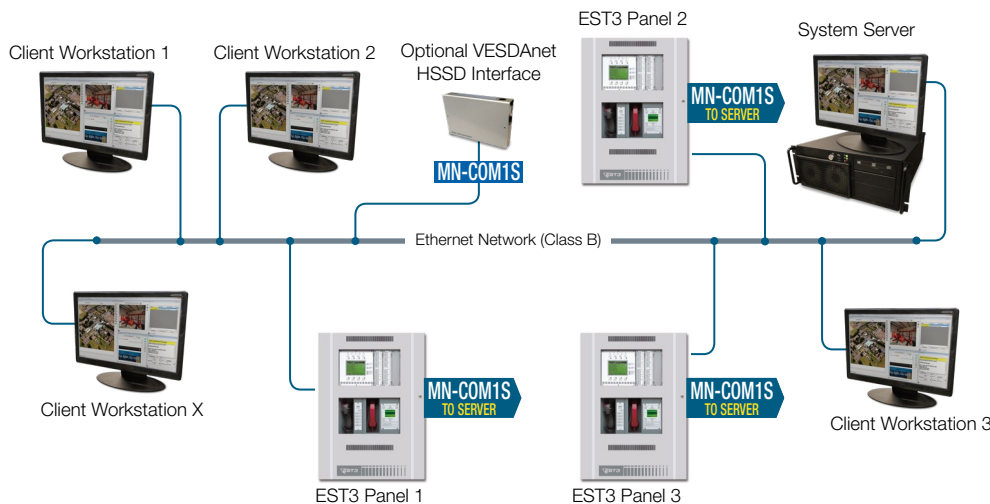 Client Workstation 1
Client Workstation 2
Optional VESDAnet
HSSD Interface
EST3 Panel 2
System Server
MN-COM1S
TO SERVER
MN-COM1S
Ethernet Network (Class B)
MN-COM1S
TO SERVER
MN-COM1S
TO SERVER
Client Workstation X
Client Workstation 3
EST3 Panel 1
EST3 Panel 3